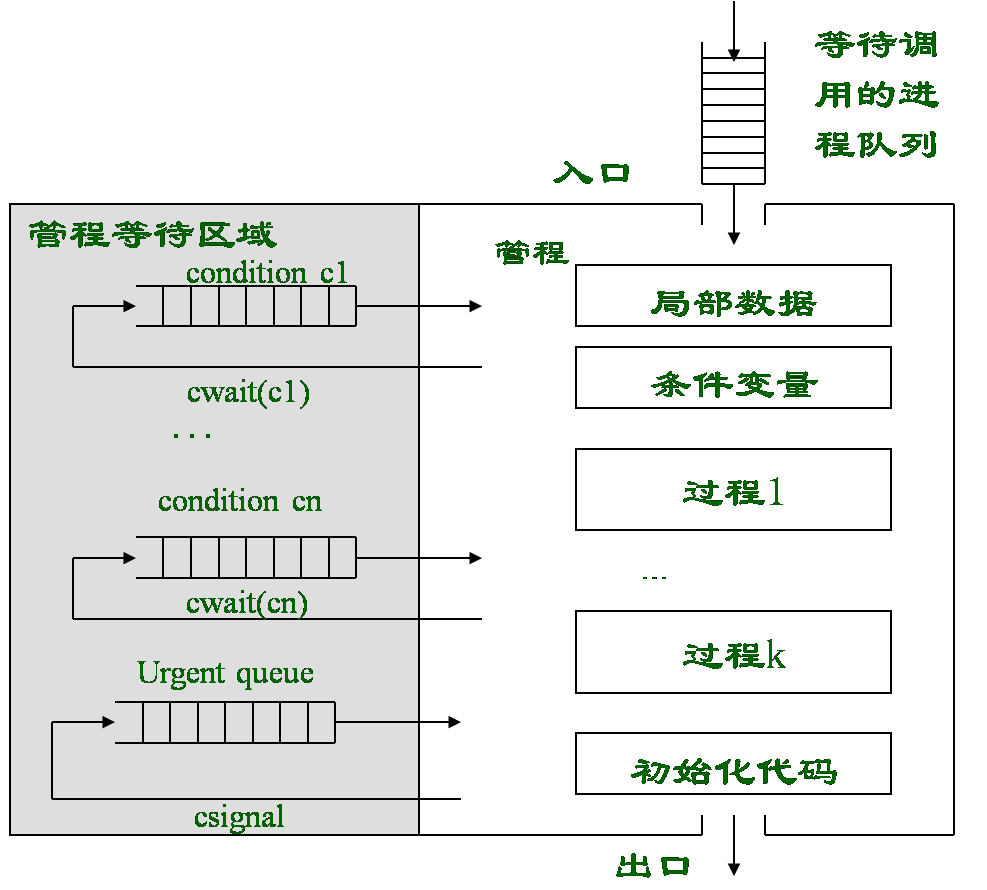 等待调
用的进
程队列
入口
管程等待区域
管程
condition c1
局部数据
cwait(c1)
条件变量
...
condition cn
过程1
cwait(cn)
...
Urgent queue
过程k
初始化代码
csignal
出口